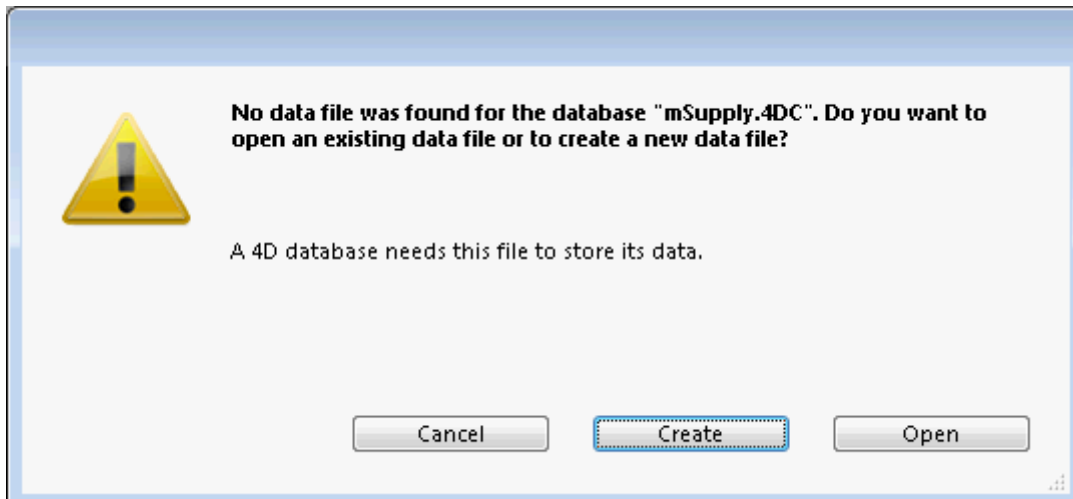 No data file was found for the database "mSupply.4DC". Do you want to
open an existing data file or to create a new data file?
A 4D database needs this file to store its data.
Cancel Create Open